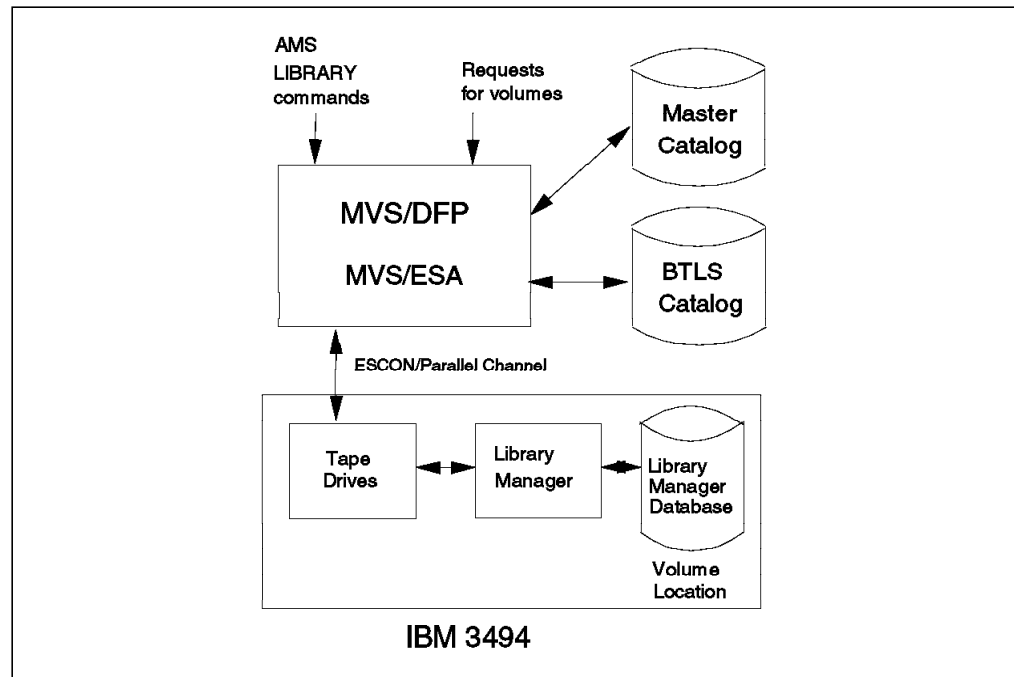 AMS
LIBRARY
commands
Requests
for volumes
Master
Catalog
MVS/DFP
MVS/ESA
BTLS
Catalog
ESCON/Parallel Channel
Tape
Drives
Library
Manager
Library
Manager
Database
Volume
Location
IBM 3494